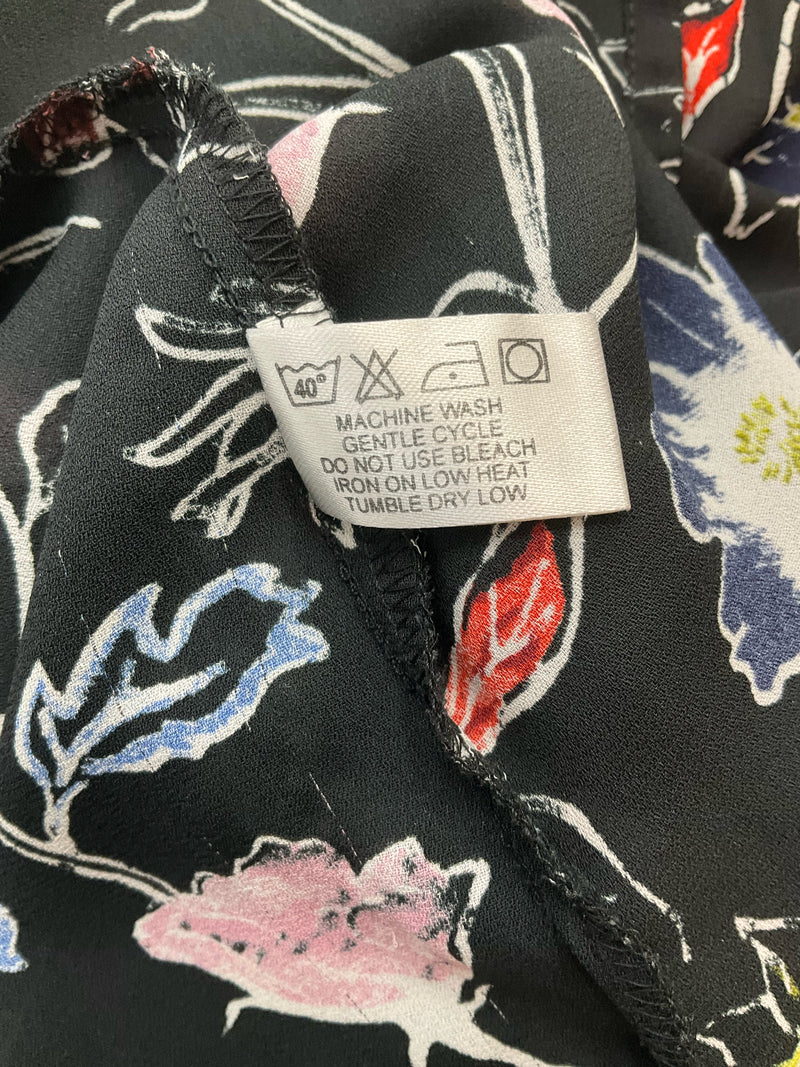 40°
MACHINE WASH
GENTLE CYCLE
DO NOT USE BLEACH
IRON ON LOW HEAT
TUMBLE DRY LOW